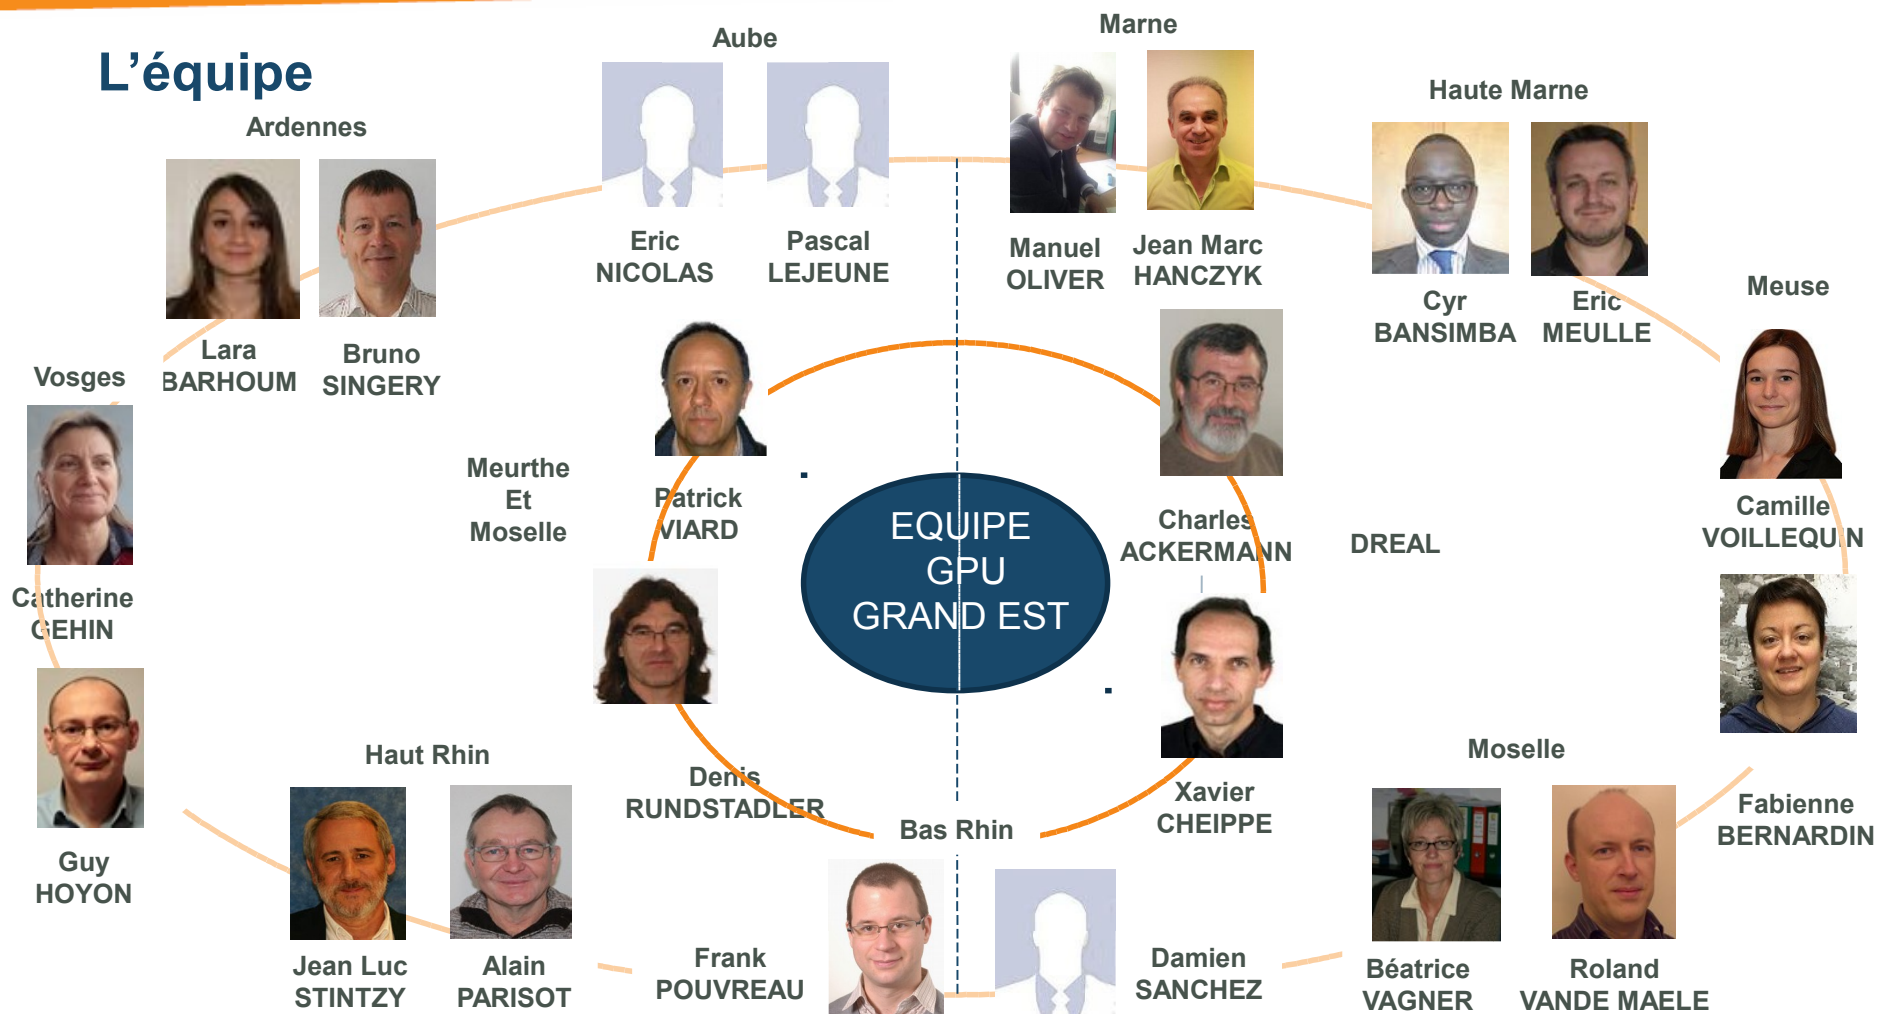 L'équipe
Aube
Marne
Haute Marne
Ardennes
Eric
NICOLAS
Pascal
LEJEUNE
Manuel
OLIVER
Jean Marc
HANCZYK
Cyr
BANSIMBA
Eric
MEULLE
Meuse
Lara
BARHOUM
Bruno
SINGERY
Vosges
Meurthe
Et
Moselle
Patrick
VIARD
EQUIPE
GPU
GRAND EST
Charles
ACKERMANN
DREAL
Camille
VOILLEQUIN
Catherine
GEHIN
Haut Rhin
Denis
RUNDSTADLER
Xavier
CHEIPPE
Moselle
Fabienne
BERNARDIN
Bas Rhin
Guy
HOYON
Jean Luc
STINTZY
Alain
PARISOT
Frank
POUVREAU
Damien
SANCHEZ
Béatrice
VAGNER
Roland
VANDE MAELE